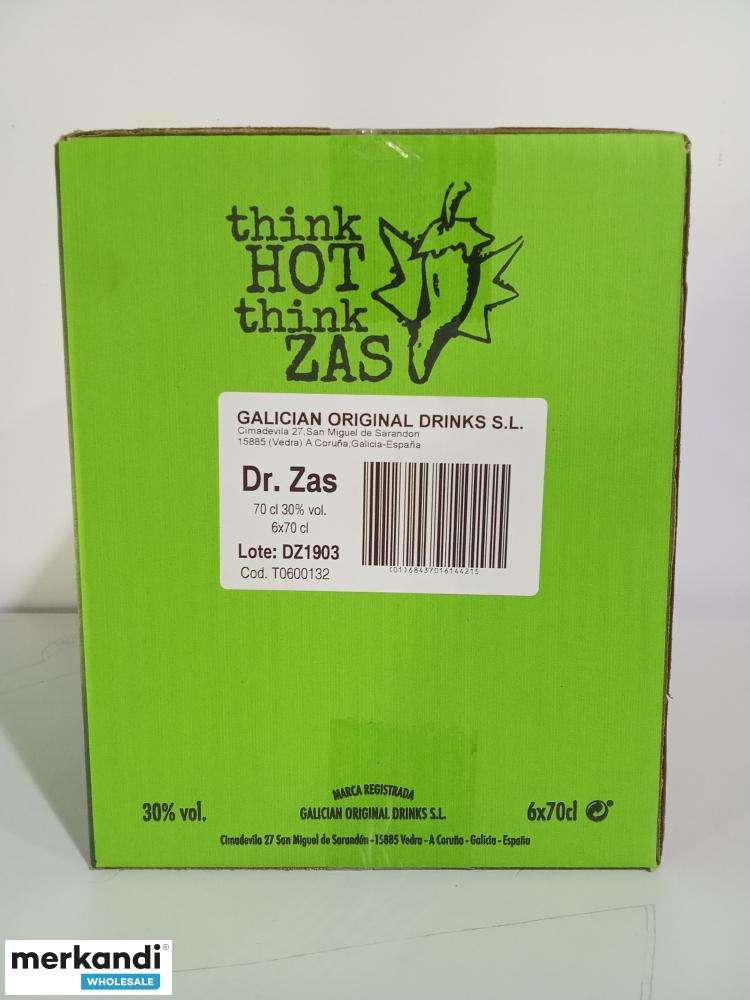 think
HOT
think
ZAS
GALICIAN ORIGINAL DRINKS S.L.
Cimadevila 27,San Miguel de Sarandon
15885 (Vedra) A Coruña,Galicia-España
Dr. Zas
70 cl 30% vol.
6x70 cl
Lote: DZ1903
Cod. T0600132
(01)68437016144215
MARCA REGISTRADA
30% vol.
GALICIAN ORIGINAL DRINKS S.L.
6x70cl
Cimadevila 27 San Miguel de Sarandón -15885 Vedra - A Coruña - Galicia - España
merkandi®
WHOLESALE